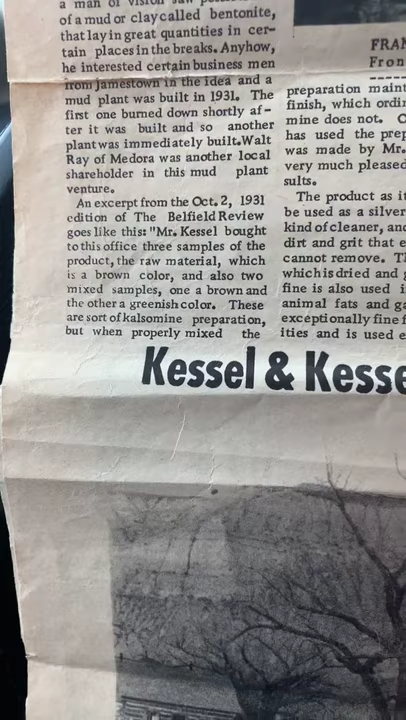 a man of vision saw
of a mud or clay called bentonite,
that lay in great quantities in cer-
tain places in the breaks. Anyhow,
he interested certain business men
from Jamestown in the idea and a
mud plant was built in 1931. The
first one burned down shortly af-
ter it was built and so another
plant was immediately built. Walt
Ray of Medora was another local
shareholder in this mud plant
venture.
An excerpt from the Oct. 2, 1931
edition of The Belfield Review
goes like this: "Mr. Kessel bought
to this office three samples of the
product, the raw material, which
is a brown color, and also two
mixed samples, one a brown and
the other a greenish color. These
are sort of kalsomine preparation,
but when properly mixed the
FRAN
Fron
preparation maint
finish, which ordin
mine does not. C
has used the prep
was made by Mr.
very much pleased
sults.
The product as it
be used as a silver
kind of cleaner, and
dirt and grit that e
cannot remove. Th
which is dried and g
fine is also used i
animal fats and ga
exceptionally fine f
ities and is used e
Kessel & Kesse